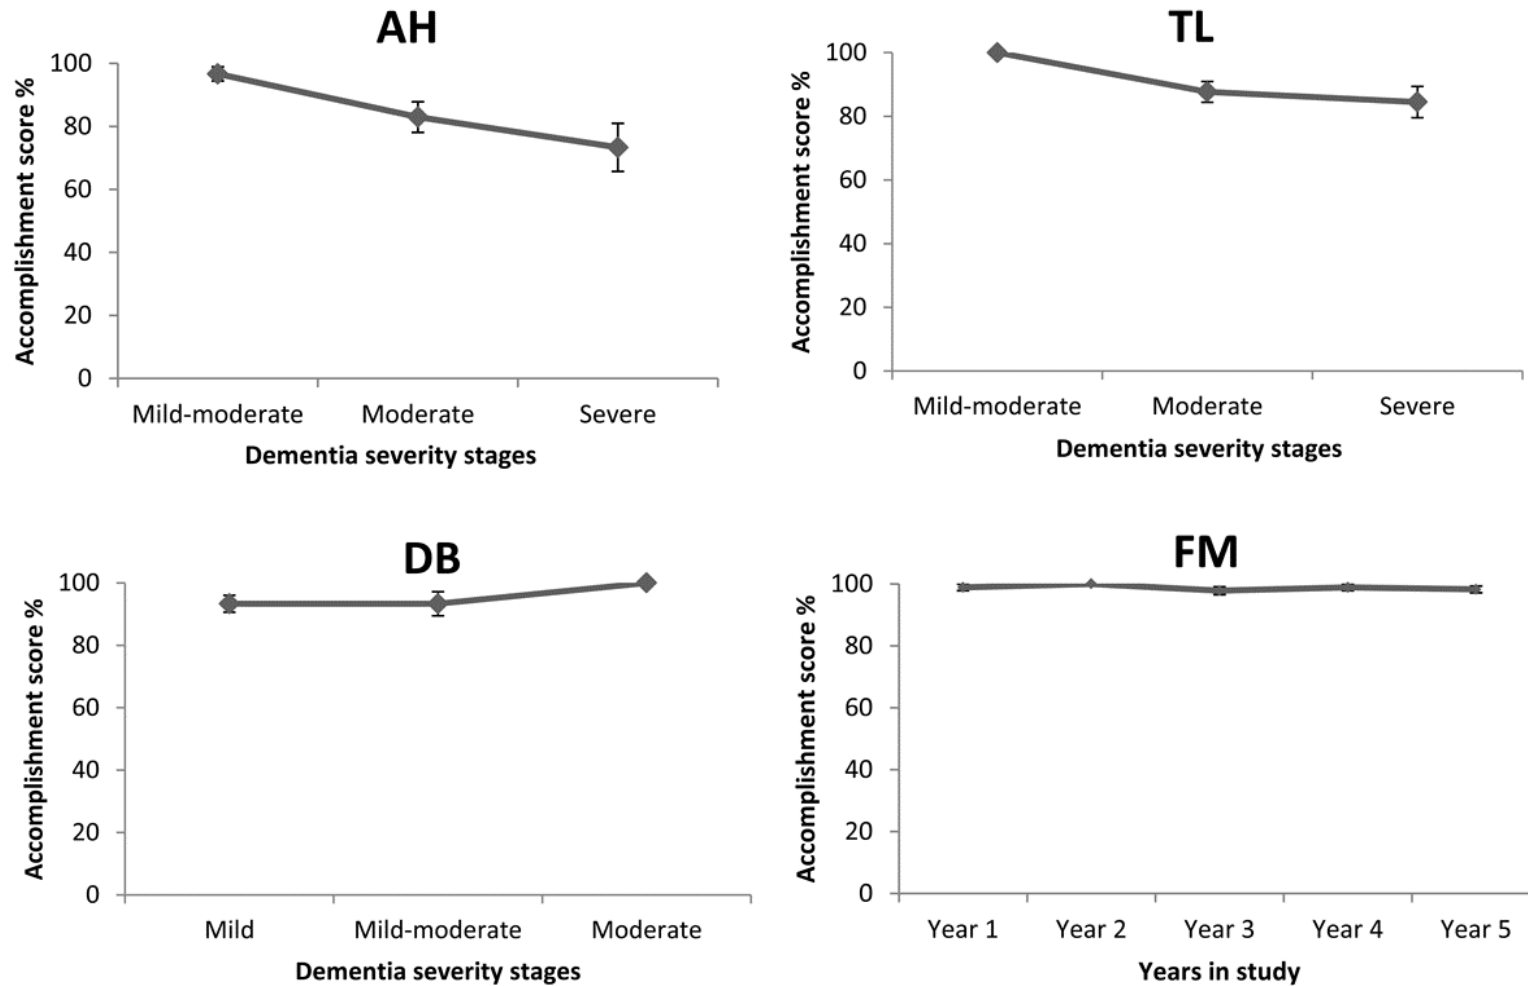 AH
Accomplishment score %
100
80
60
40
20
0
Mild-moderate Moderate Severe
Dementia severity stages
TL
Accomplishment score %
100
80
60
40
20
0
Mild-moderate Moderate Severe
Dementia severity stages
DB
Accomplishment score %
100
80
60
40
20
0
Mild Mild-moderate Moderate
Dementia severity stages
FM
Accomplishment score %
100
80
60
40
20
0
Year 1 Year 2 Year 3 Year 4 Year 5
Years in study